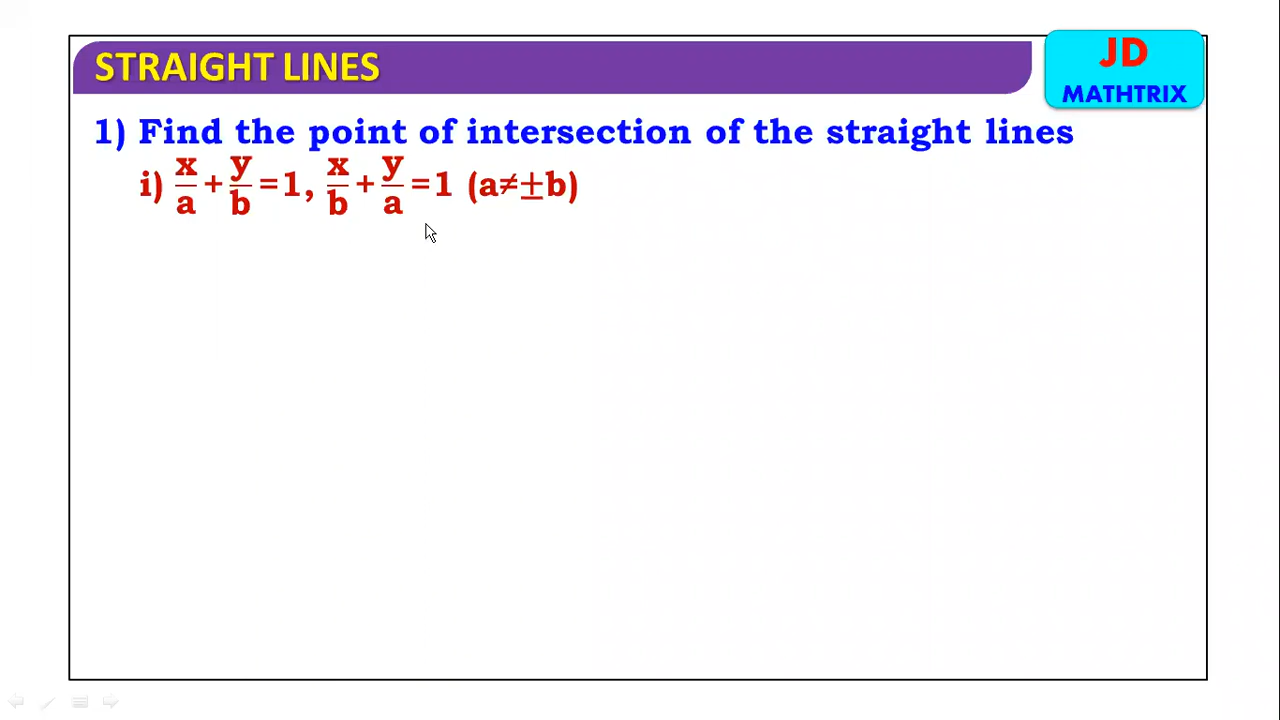 STRAIGHT LINES
JD
MATHTRIX
1) Find the point of intersection of the straight lines
i) x/a + y/b = 1, x/b + y/a = 1 (a≠±b)